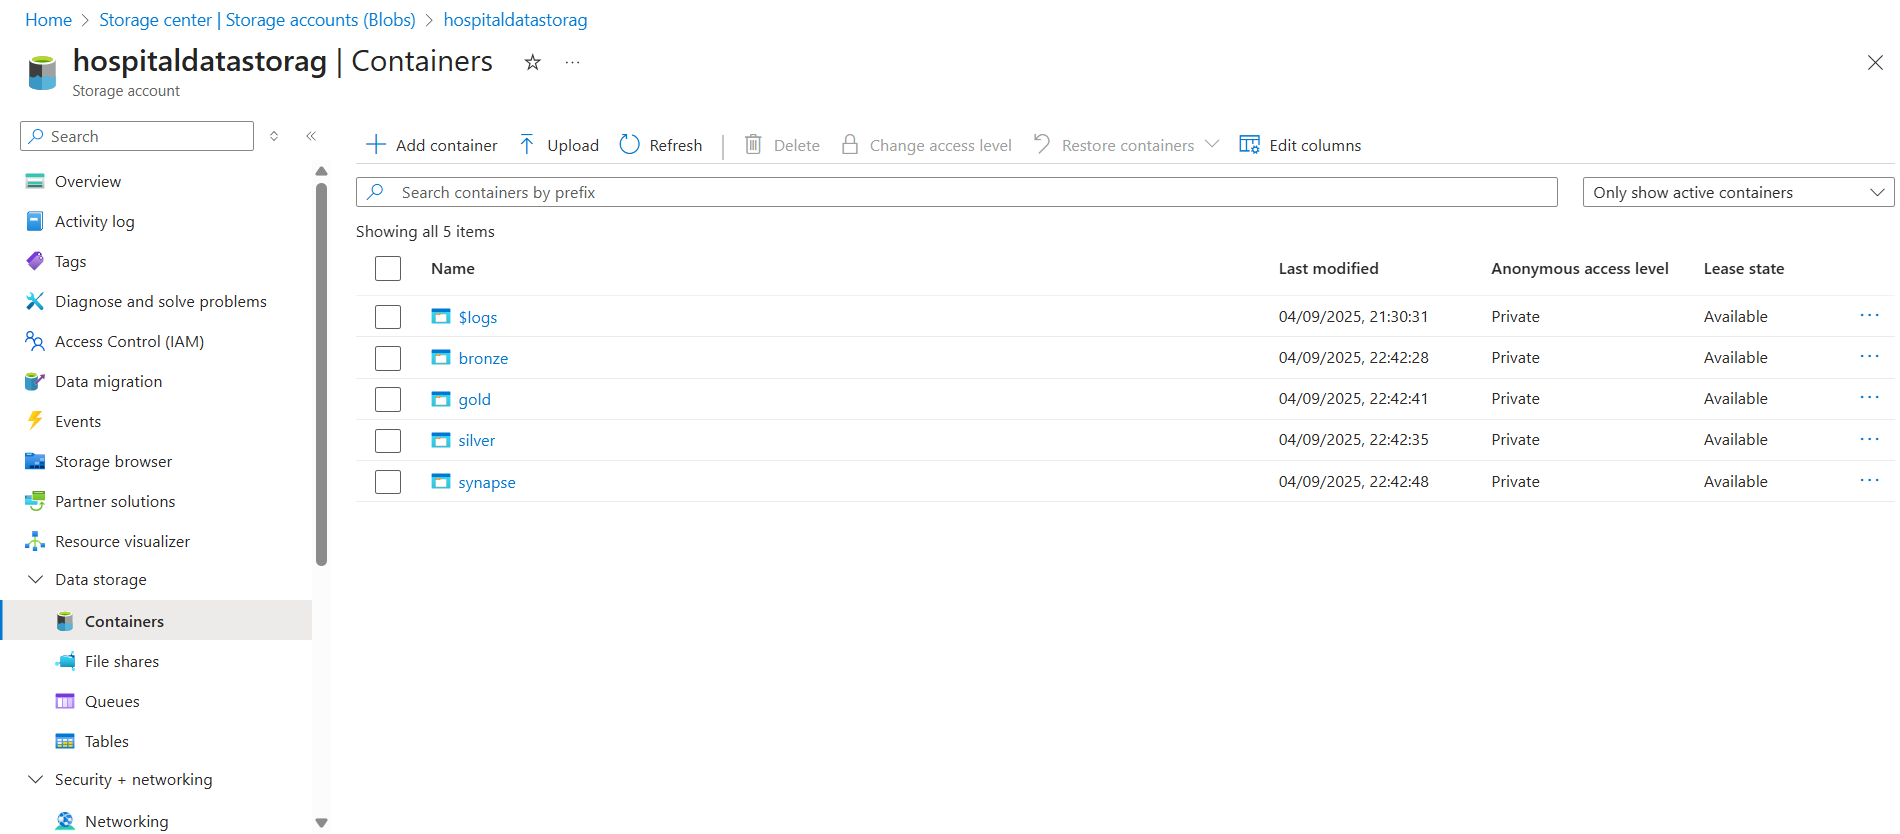 Home > Storage center | Storage accounts (Blobs) > hospitaldatastorag
hospitaldatastorag | Containers
Storage account
Search
Overview
Activity log
Tags
Diagnose and solve problems
Access Control (IAM)
Data migration
Events
Storage browser
Partner solutions
Resource visualizer
Data storage
Containers
File shares
Queues
Tables
Security + networking
Networking
Add container Upload Refresh Delete Change access level Restore containers Edit columns
Search containers by prefix Only show active containers
Showing all 5 items
Name Last modified Anonymous access level Lease state
$logs 04/09/2025, 21:30:31 Private Available
bronze 04/09/2025, 22:42:28 Private Available
gold 04/09/2025, 22:42:41 Private Available
silver 04/09/2025, 22:42:35 Private Available
synapse 04/09/2025, 22:42:48 Private Available